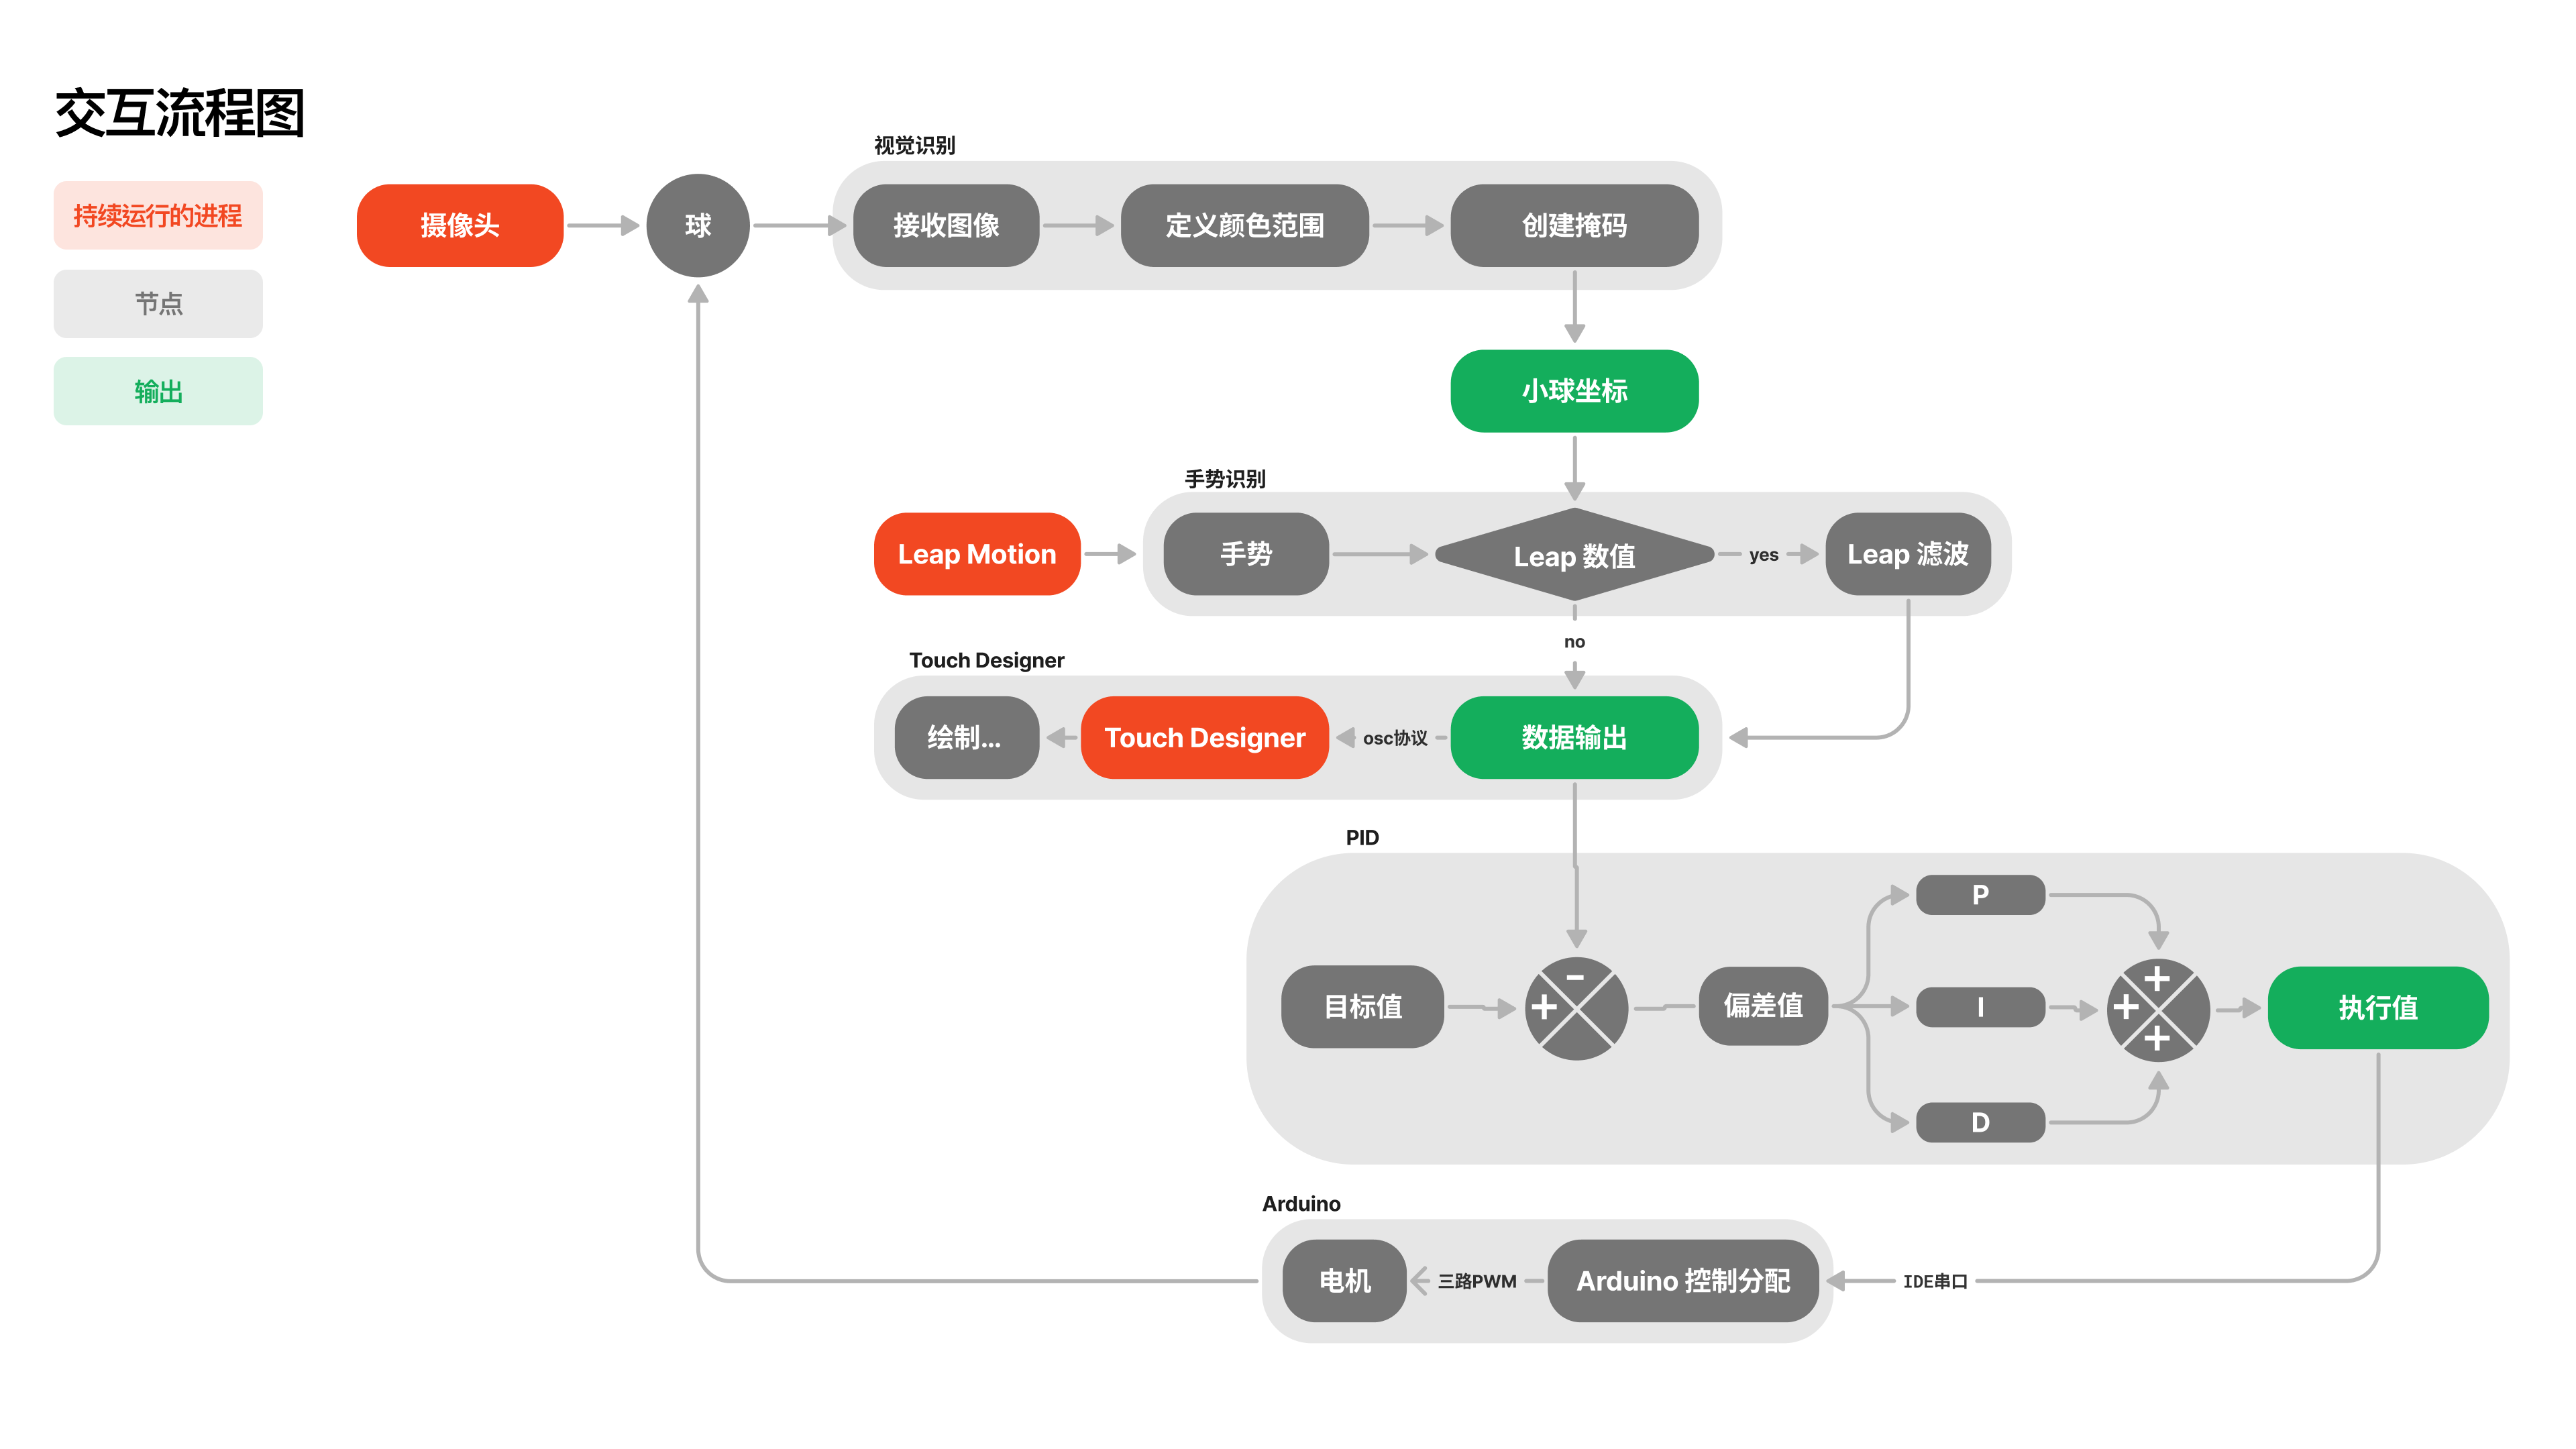 交互流程图
持续运行的进程
节点
输出
视觉识别
摄像头
球
接收图像
定义颜色范围
创建掩码
小球坐标
手势识别
Leap Motion
手势
Leap 数值
yes
Leap 滤波
no
Touch Designer
绘制...
Touch Designer
osc协议
数据输出
PID
目标值
-
+
偏差值
P
I
D
+
+
+
执行值
Arduino
电机
三路PWM
Arduino 控制分配
IDE串口